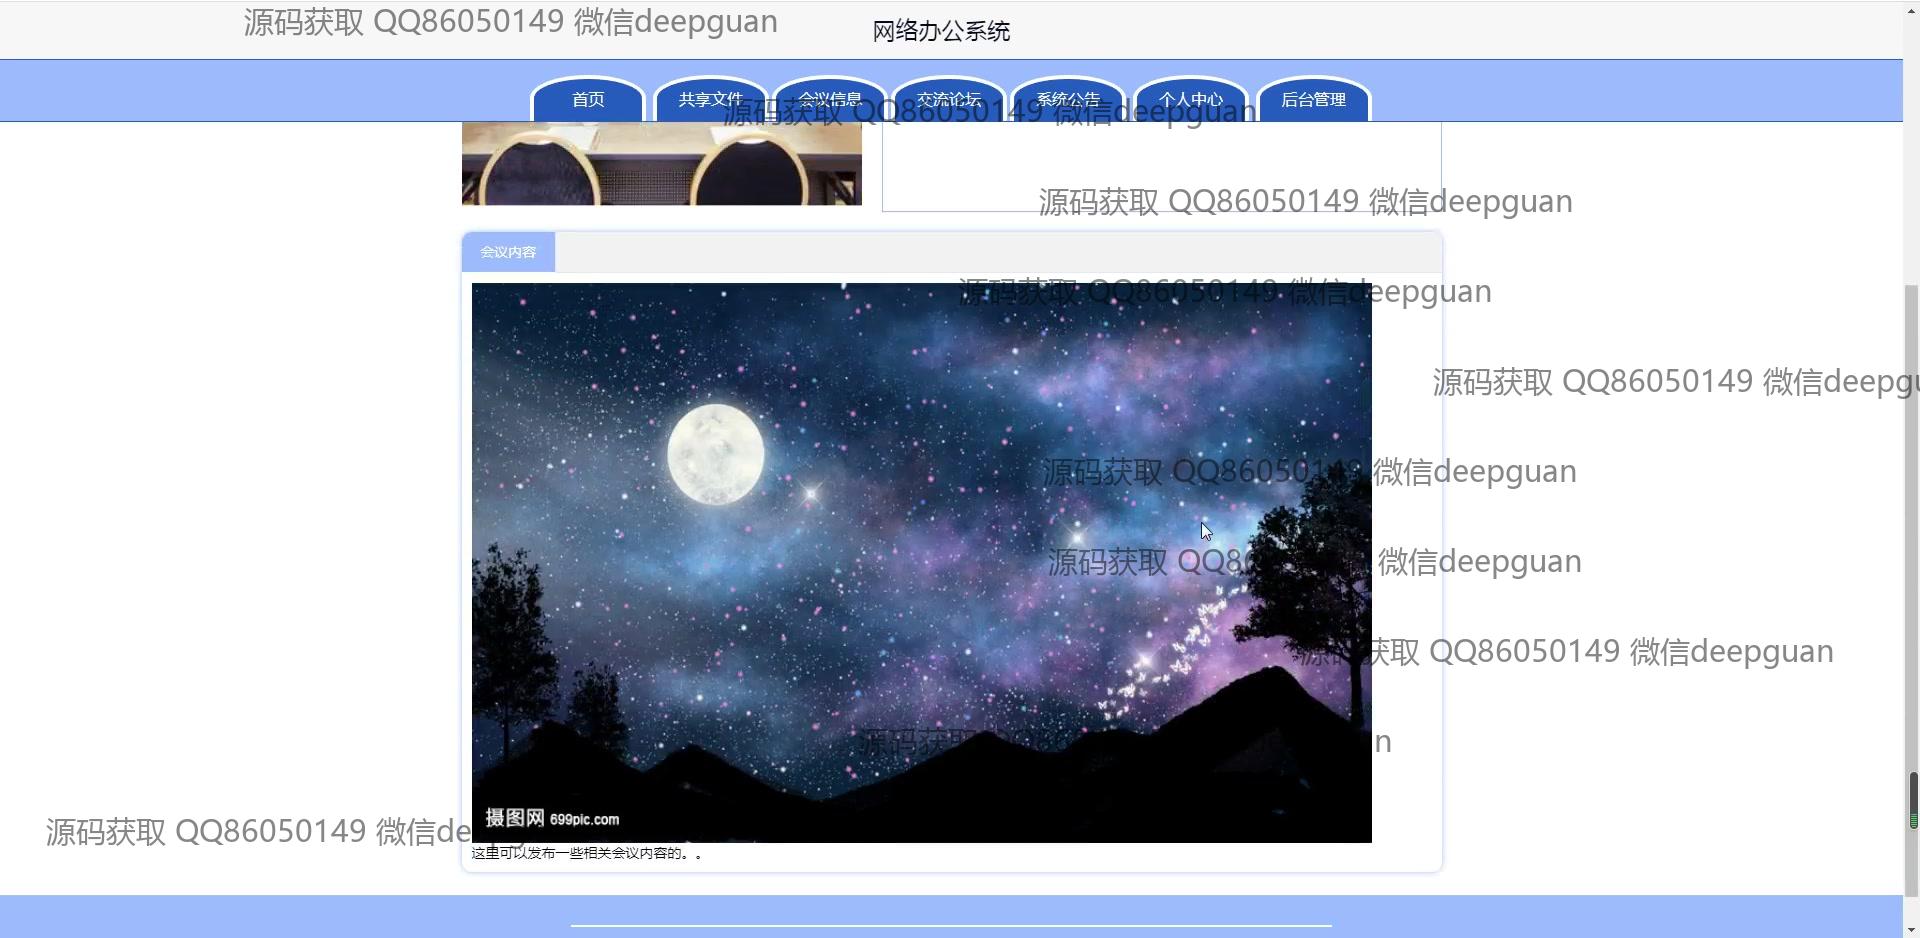 源码获取 QQ86050149 微信deepguan
网络办公系统
首页 共享文件 会议信息 交流论坛 系统公告 个人中心 后台管理
源码获取 QQ86050149 微信deepguan
源码获取 QQ86050149 微信deepguan
会议内容
源码获取 QQ86050149 微信deepguan
源码获取 QQ86050149 微信deepgu
源码获取 QQ86050149 微信deepguan
源码获取 QQ86 微信deepguan
源码获取 QQ86050149 微信deepguan
源码获取 n
摄图网 699pic.com
源码获取 QQ86050149 微信deepg
这里可以发布一些相关会议内容的。。